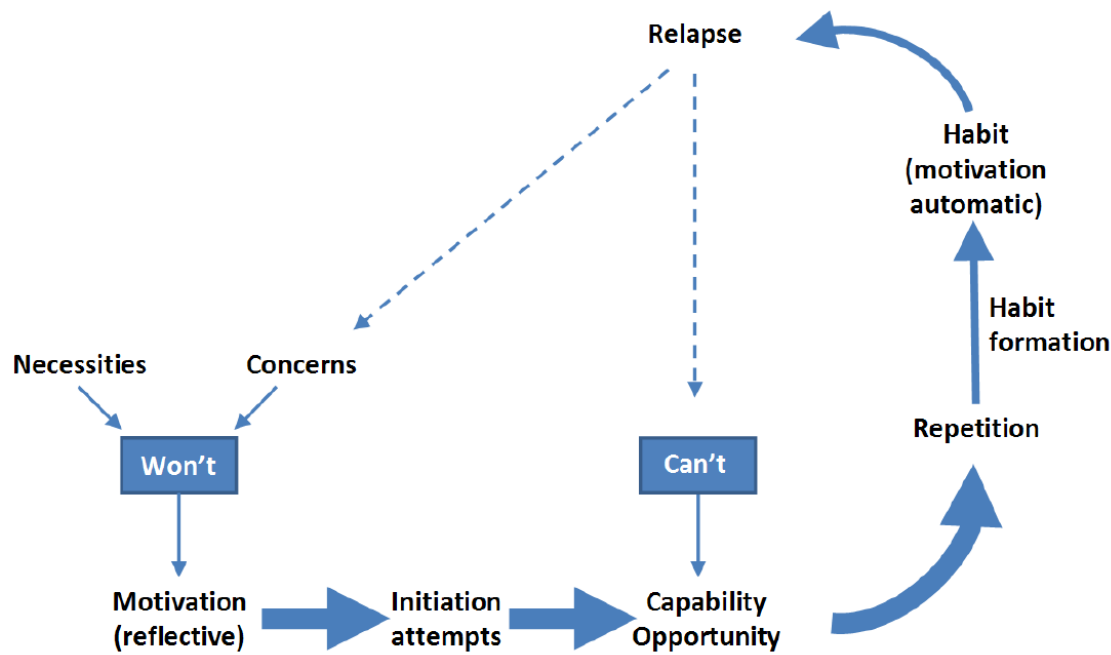 Relapse
Habit
(motivation
automatic)
Habit
formation
Necessities
Concerns
Repetition
Won't
Can't
Motivation
(reflective)
Initiation
attempts
Capability
Opportunity